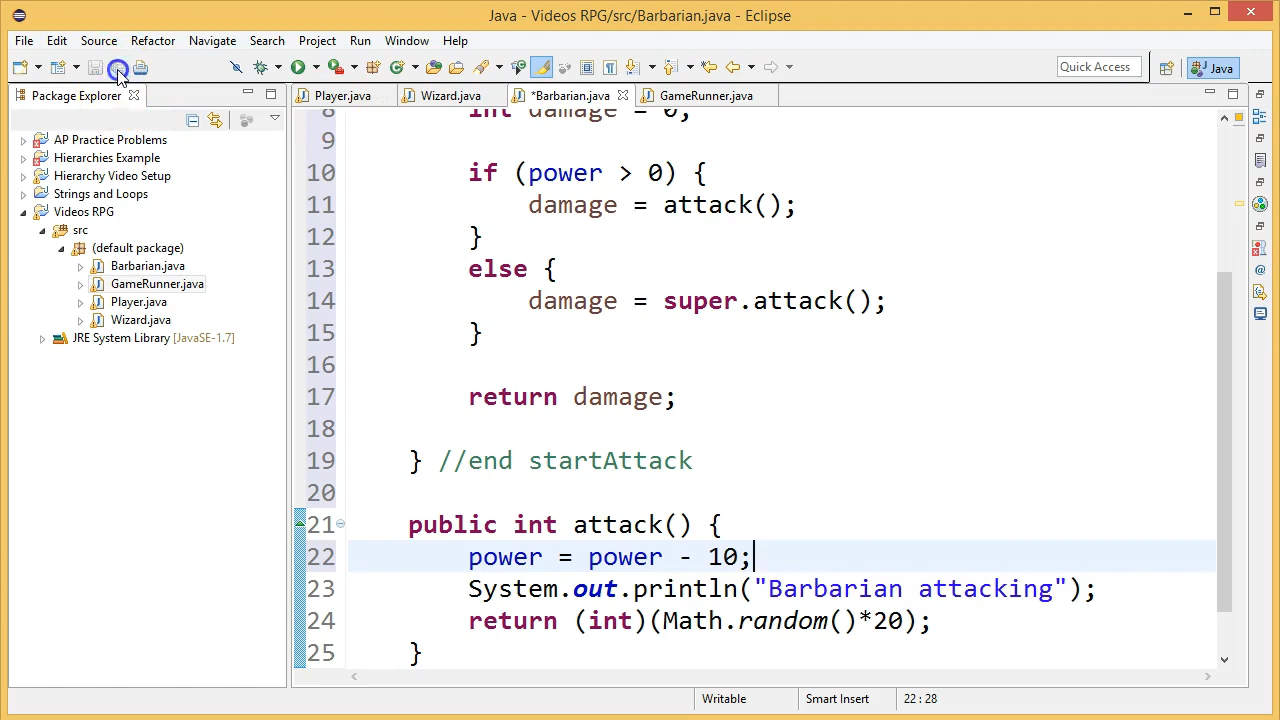 Java - Videos RPG/src/Barbarian.java - Eclipse
File Edit Source Refactor Navigate Search Project Run Window Help
Quick Access
Java
Package Explorer
Player.java
Wizard.java
*Barbarian.java
GameRunner.java
AP Practice Problems
Hierarchies Example
Hierarchy Video Setup
Strings and Loops
Videos RPG
src
(default package)
Barbarian.java
GameRunner.java
Player.java
Wizard.java
JRE System Library [JavaSE-1.7]
8 int damage = 0;
9
10 if (power > 0) {
11 damage = attack();
12 }
13 else {
14 damage = super.attack();
15 }
16
17 return damage;
18
19 } //end startAttack
20
21 public int attack() {
22 power = power - 10;
23 System.out.println("Barbarian attacking");
24 return (int)(Math.random()*20);
25 }
Writable
Smart Insert
22 : 28